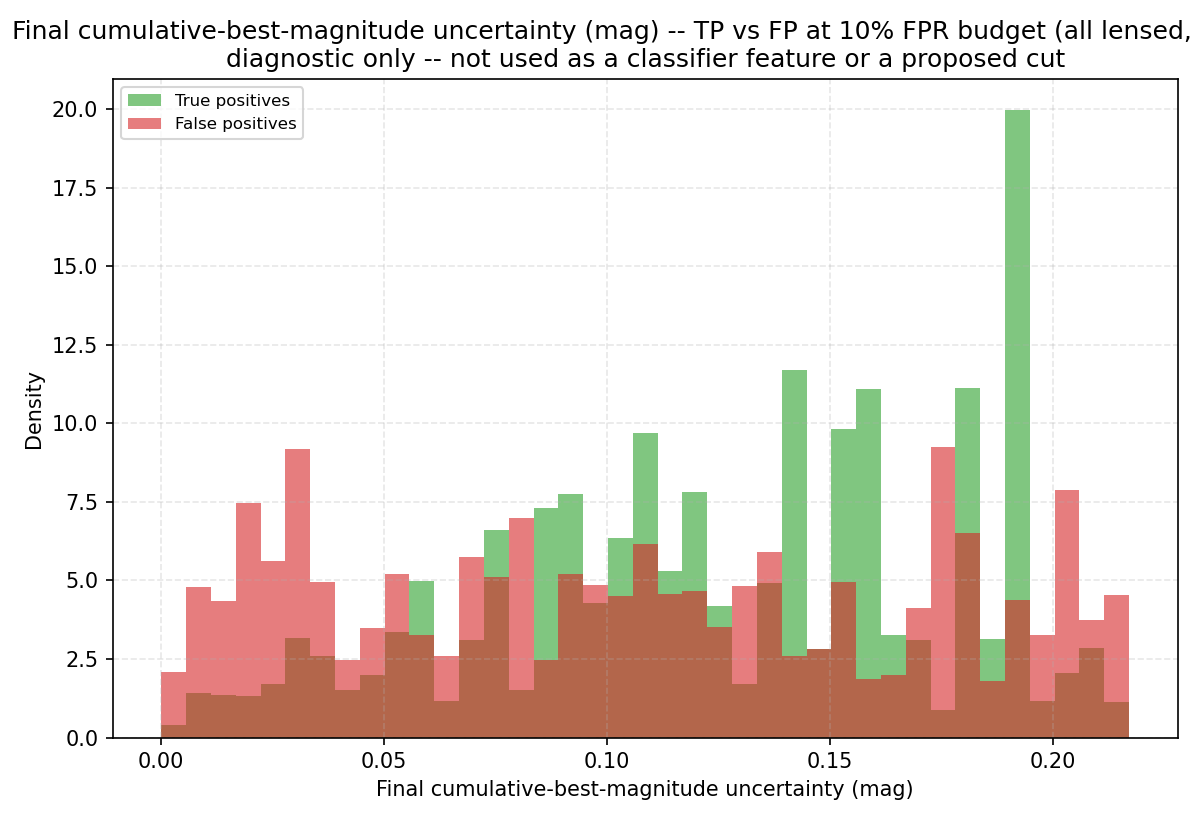 Final cumulative-best-magnitude uncertainty (mag) -- TP vs FP at 10% FPR budget (all lensed,
diagnostic only -- not used as a classifier feature or a proposed cut
True positives
False positives
20.0
17.5
15.0
12.5
10.0
7.5
5.0
2.5
0.0
Density
0.00 0.05 0.10 0.15 0.20
Final cumulative-best-magnitude uncertainty (mag)